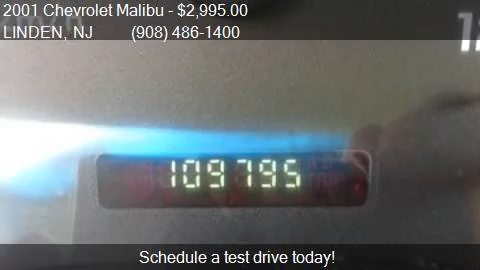 2001 Chevrolet Malibu - $2,995.00
LINDEN, NJ (908) 486-1400
109795
Schedule a test drive today!